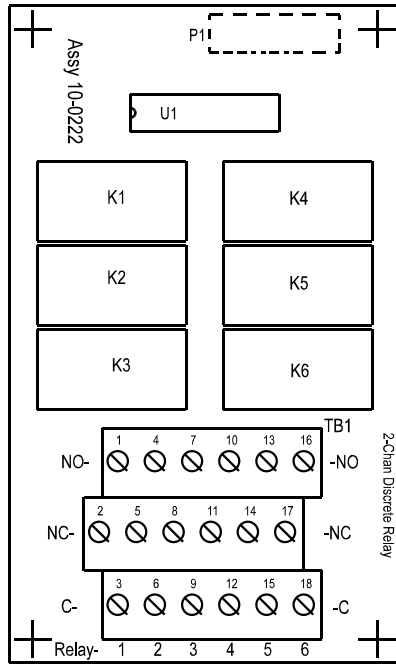 P1
Assy 10-0222
U1
K1 K4
K2 K5
K3 K6
TB1
1 4 7 10 13 16
NO- -NO
2 5 8 11 14 17
NC- -NC
3 6 9 12 15 18
C- -C
Relay- 1 2 3 4 5 6
2-Chan Discrete Relay